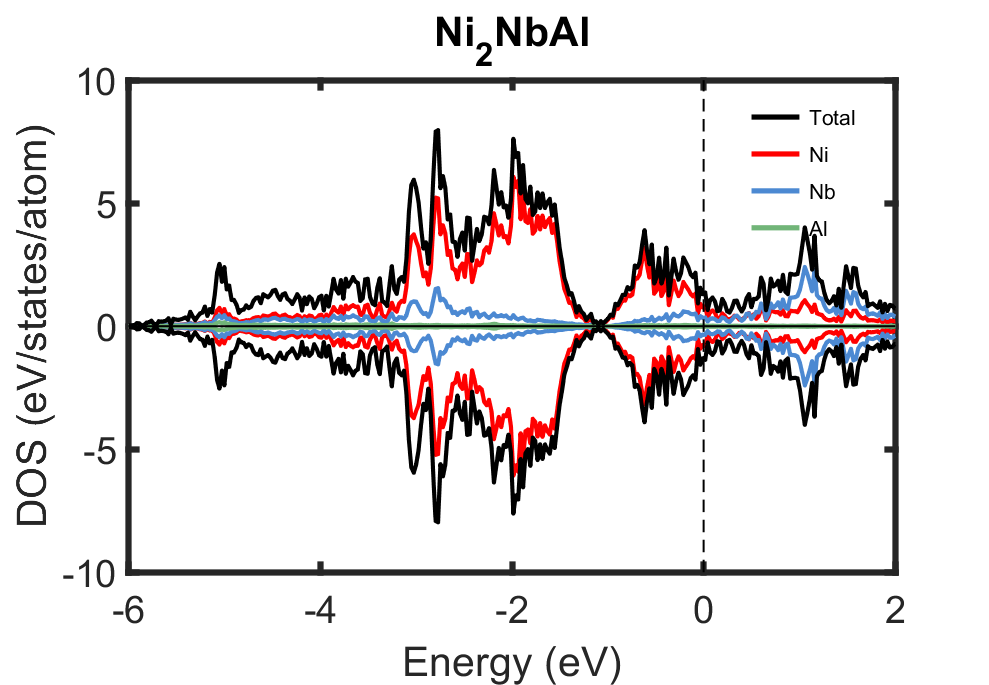 Ni₂NbAl
10
5
0
-5
-10
-6
-4
-2
0
2
Energy (eV)
DOS (eV/states/atom)
Total
Ni
Nb
Al